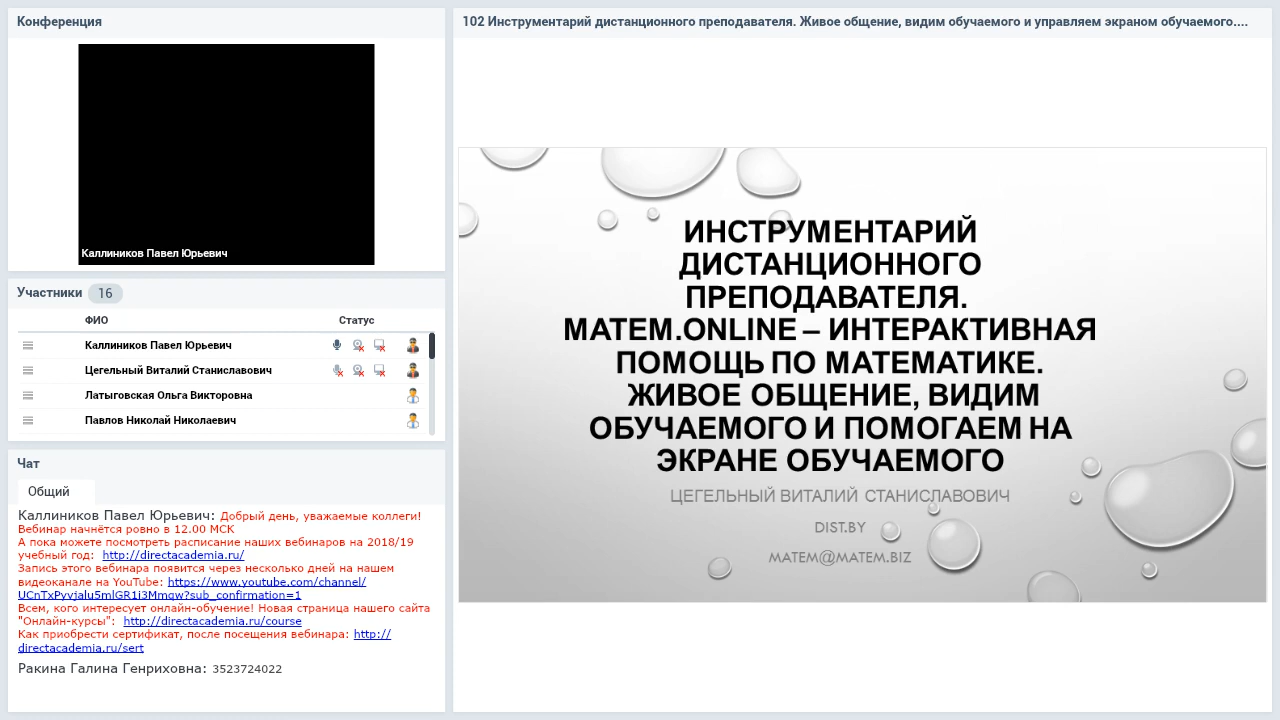 Конференция
Каллиников Павел Юрьевич
Участники 16
ФИО Статус
Каллиников Павел Юрьевич
Цегельный Виталий Станиславович
Латыговская Ольга Викторовна
Павлов Николай Николаевич
Чат
Общий
Каллиников Павел Юрьевич: Добрый день, уважаемые коллеги!
Вебинар начнётся ровно в 12.00 МСК
А пока можете посмотреть расписание наших вебинаров на 2018/19
учебный год: http://directacademia.ru/
Запись этого вебинара появится через несколько дней на нашем
видеоканале на YouTube: https://www.youtube.com/channel/
UCnTxPyvjalu5mlGR1i3Mmqw?sub_confirmation=1
Всем, кого интересует онлайн-обучение! Новая страница нашего сайта
"Онлайн-курсы": http://directacademia.ru/course
Как приобрести сертификат, после посещения вебинара: http://
directacademia.ru/sert
Ракина Галина Генриховна: 3523724022
102 Инструментарий дистанционного преподавателя. Живое общение, видим обучаемого и управляем экраном обучаемого....
ИНСТРУМЕНТАРИЙ
ДИСТАНЦИОННОГО
ПРЕПОДАВАТЕЛЯ.
MATEM.ONLINE – ИНТЕРАКТИВНАЯ
ПОМОЩЬ ПО МАТЕМАТИКЕ.
ЖИВОЕ ОБЩЕНИЕ, ВИДИМ
ОБУЧАЕМОГО И ПОМОГАЕМ НА
ЭКРАНЕ ОБУЧАЕМОГО
ЦЕГЕЛЬНЫЙ ВИТАЛИЙ СТАНИСЛАВОВИЧ
DIST.BY
MATEM@MATEM.BIZ